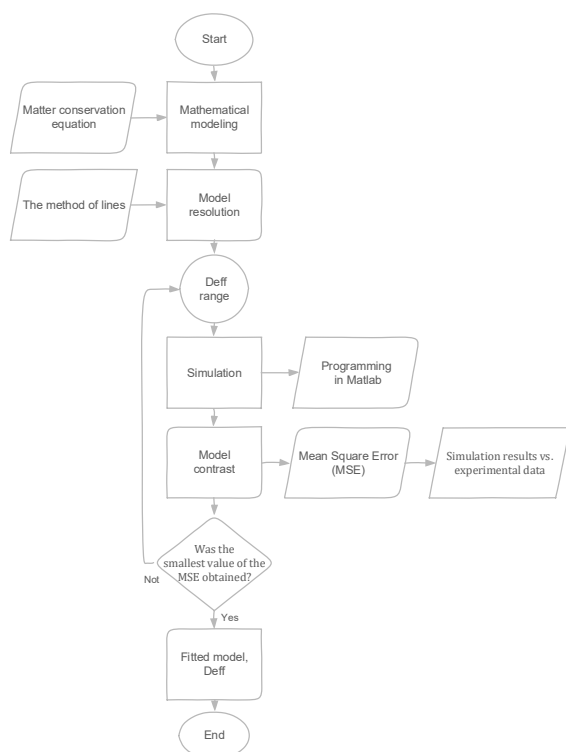 Start
Matter conservation
equation
Mathematical
modeling
The method of lines
Model
resolution
Deff
range
Simulation
Programming
in Matlab
Model
contrast
Mean Square Error
(MSE)
Simulation results vs.
experimental data
Was the
smallest value of the
MSE obtained?
Not
Yes
Fitted model,
Deff
End